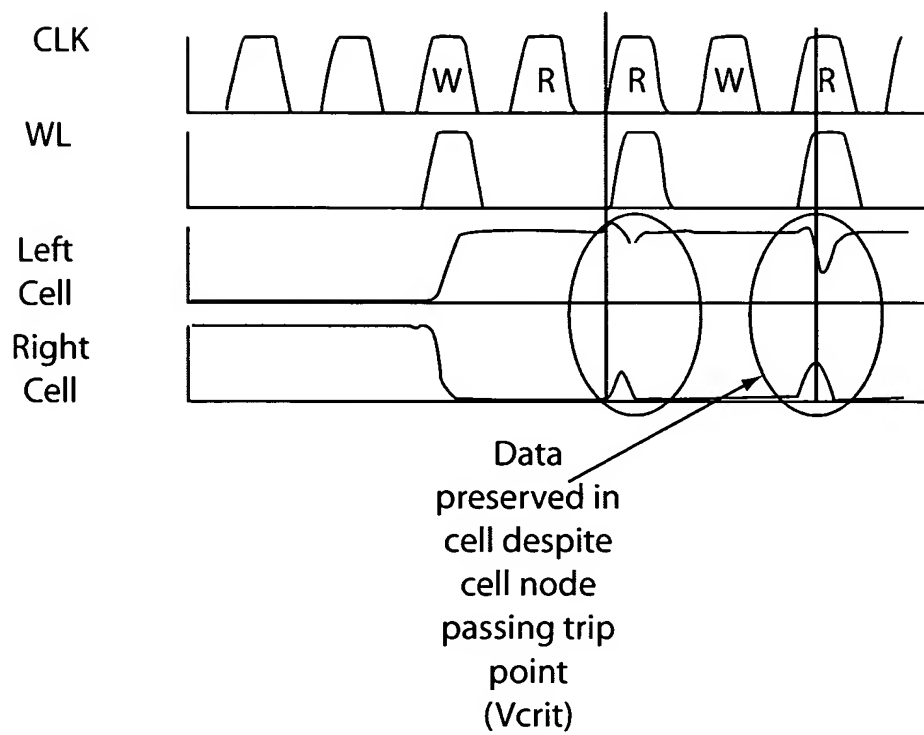 CLK
W R R W R
WL
Left
Cell
Right
Cell
Data
preserved in
cell despite
cell node
passing trip
point
(Vcrit)